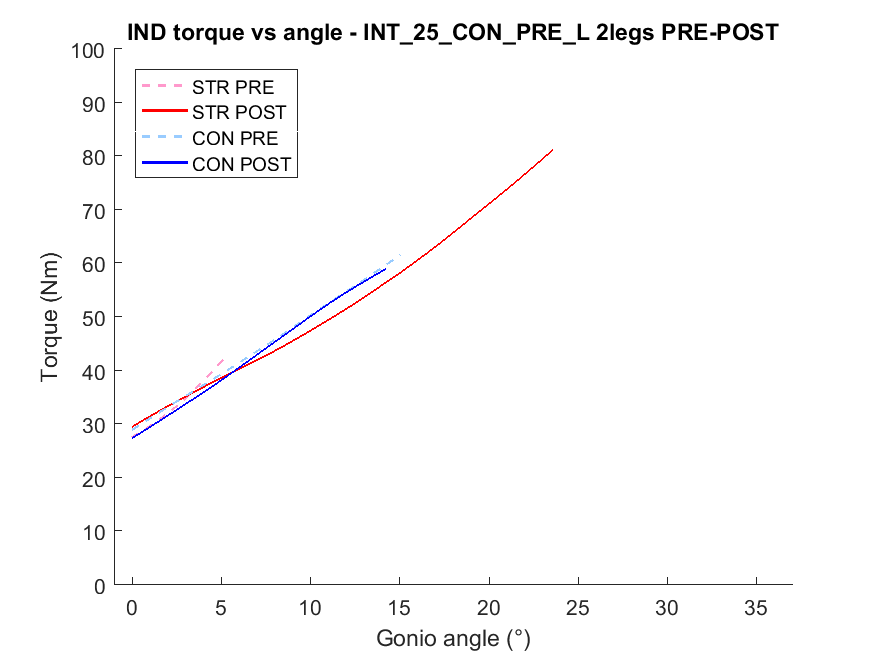 IND torque vs angle - INT_25_CON_PRE_L 2legs PRE-POST
100
90
80
70
60
50
40
30
20
10
0
Torque (Nm)
STR PRE
STR POST
CON PRE
CON POST
0 5 10 15 20 25 30 35
Gonio angle (°)